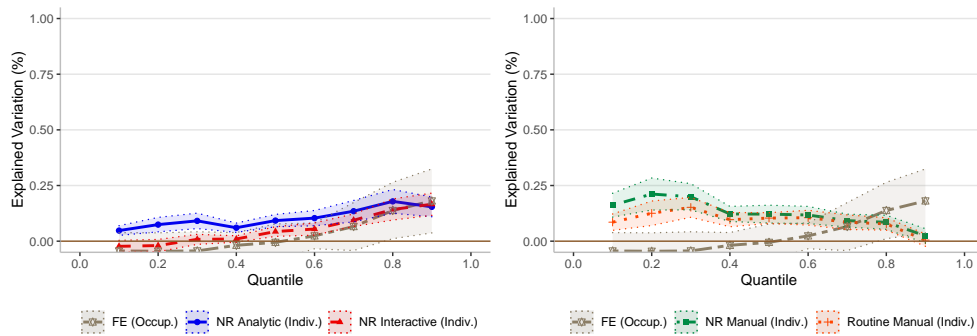 Explained Variation (%)
1.00
0.75
0.50
0.25
0.00
0.0 0.2 0.4 0.6 0.8 1.0
Quantile
FE (Occup.) NR Analytic (Indiv.) NR Interactive (Indiv.)
Explained Variation (%)
1.00
0.75
0.50
0.25
0.00
0.0 0.2 0.4 0.6 0.8 1.0
Quantile
FE (Occup.) NR Manual (Indiv.) Routine Manual (Indiv.)